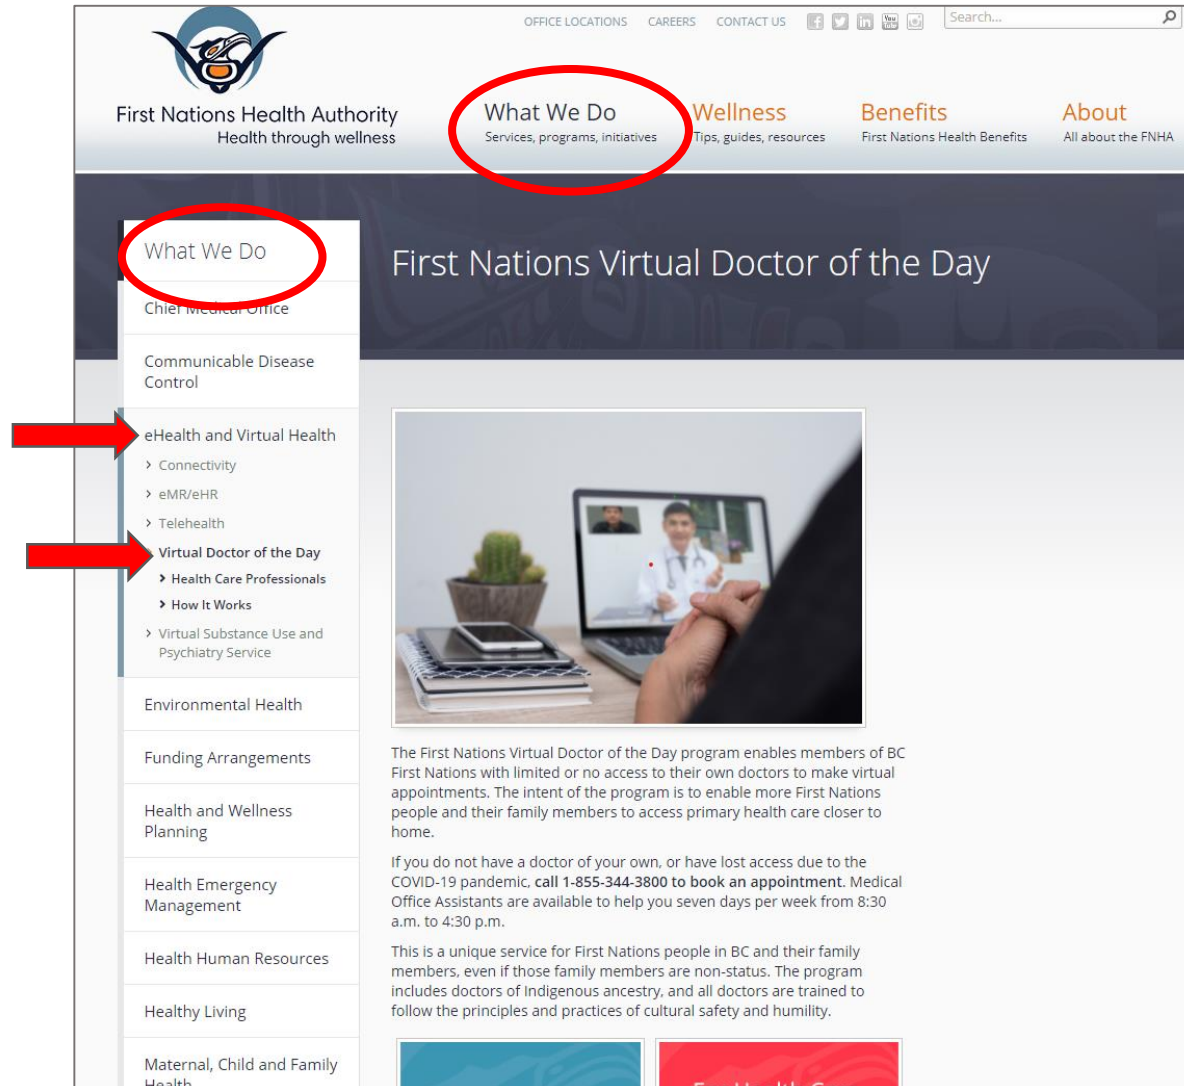 OFFICE LOCATIONS CAREERS CONTACT US
Search...
First Nations Health Authority
Health through wellness
What We Do
Services, programs, initiatives
Wellness
Tips, guides, resources
Benefits
First Nations Health Benefits
About
All about the FNHA
What We Do
Chief Medical Office
Communicable Disease
Control
eHealth and Virtual Health
> Connectivity
> eMR/eHR
> Telehealth
Virtual Doctor of the Day
> Health Care Professionals
> How It Works
> Virtual Substance Use and
Psychiatry Service
Environmental Health
Funding Arrangements
Health and Wellness
Planning
Health Emergency
Management
Health Human Resources
Healthy Living
Maternal, Child and Family
Health
First Nations Virtual Doctor of the Day
The First Nations Virtual Doctor of the Day program enables members of BC
First Nations with limited or no access to their own doctors to make virtual
appointments. The intent of the program is to enable more First Nations
people and their family members to access primary health care closer to
home.
If you do not have a doctor of your own, or have lost access due to the
COVID-19 pandemic, call 1-855-344-3800 to book an appointment. Medical
Office Assistants are available to help you seven days per week from 8:30
a.m. to 4:30 p.m.
This is a unique service for First Nations people in BC and their family
members, even if those family members are non-status. The program
includes doctors of Indigenous ancestry, and all doctors are trained to
follow the principles and practices of cultural safety and humility.